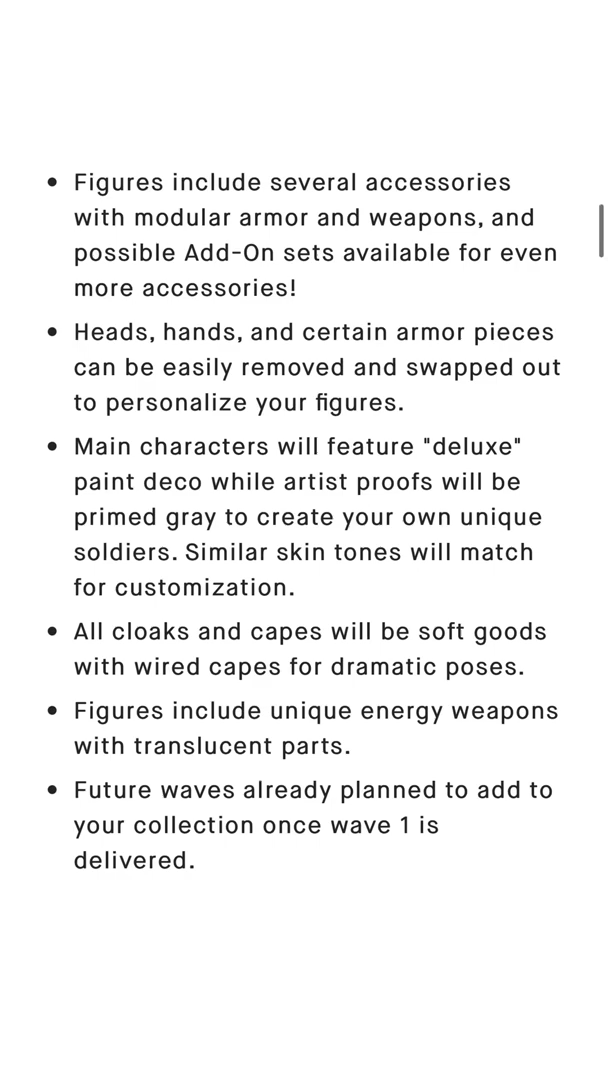 • Figures include several accessories
with modular armor and weapons, and
possible Add-On sets available for even
more accessories!
• Heads, hands, and certain armor pieces
can be easily removed and swapped out
to personalize your figures.
• Main characters will feature "deluxe"
paint deco while artist proofs will be
primed gray to create your own unique
soldiers. Similar skin tones will match
for customization.
• All cloaks and capes will be soft goods
with wired capes for dramatic poses.
• Figures include unique energy weapons
with translucent parts.
• Future waves already planned to add to
your collection once wave 1 is
delivered.